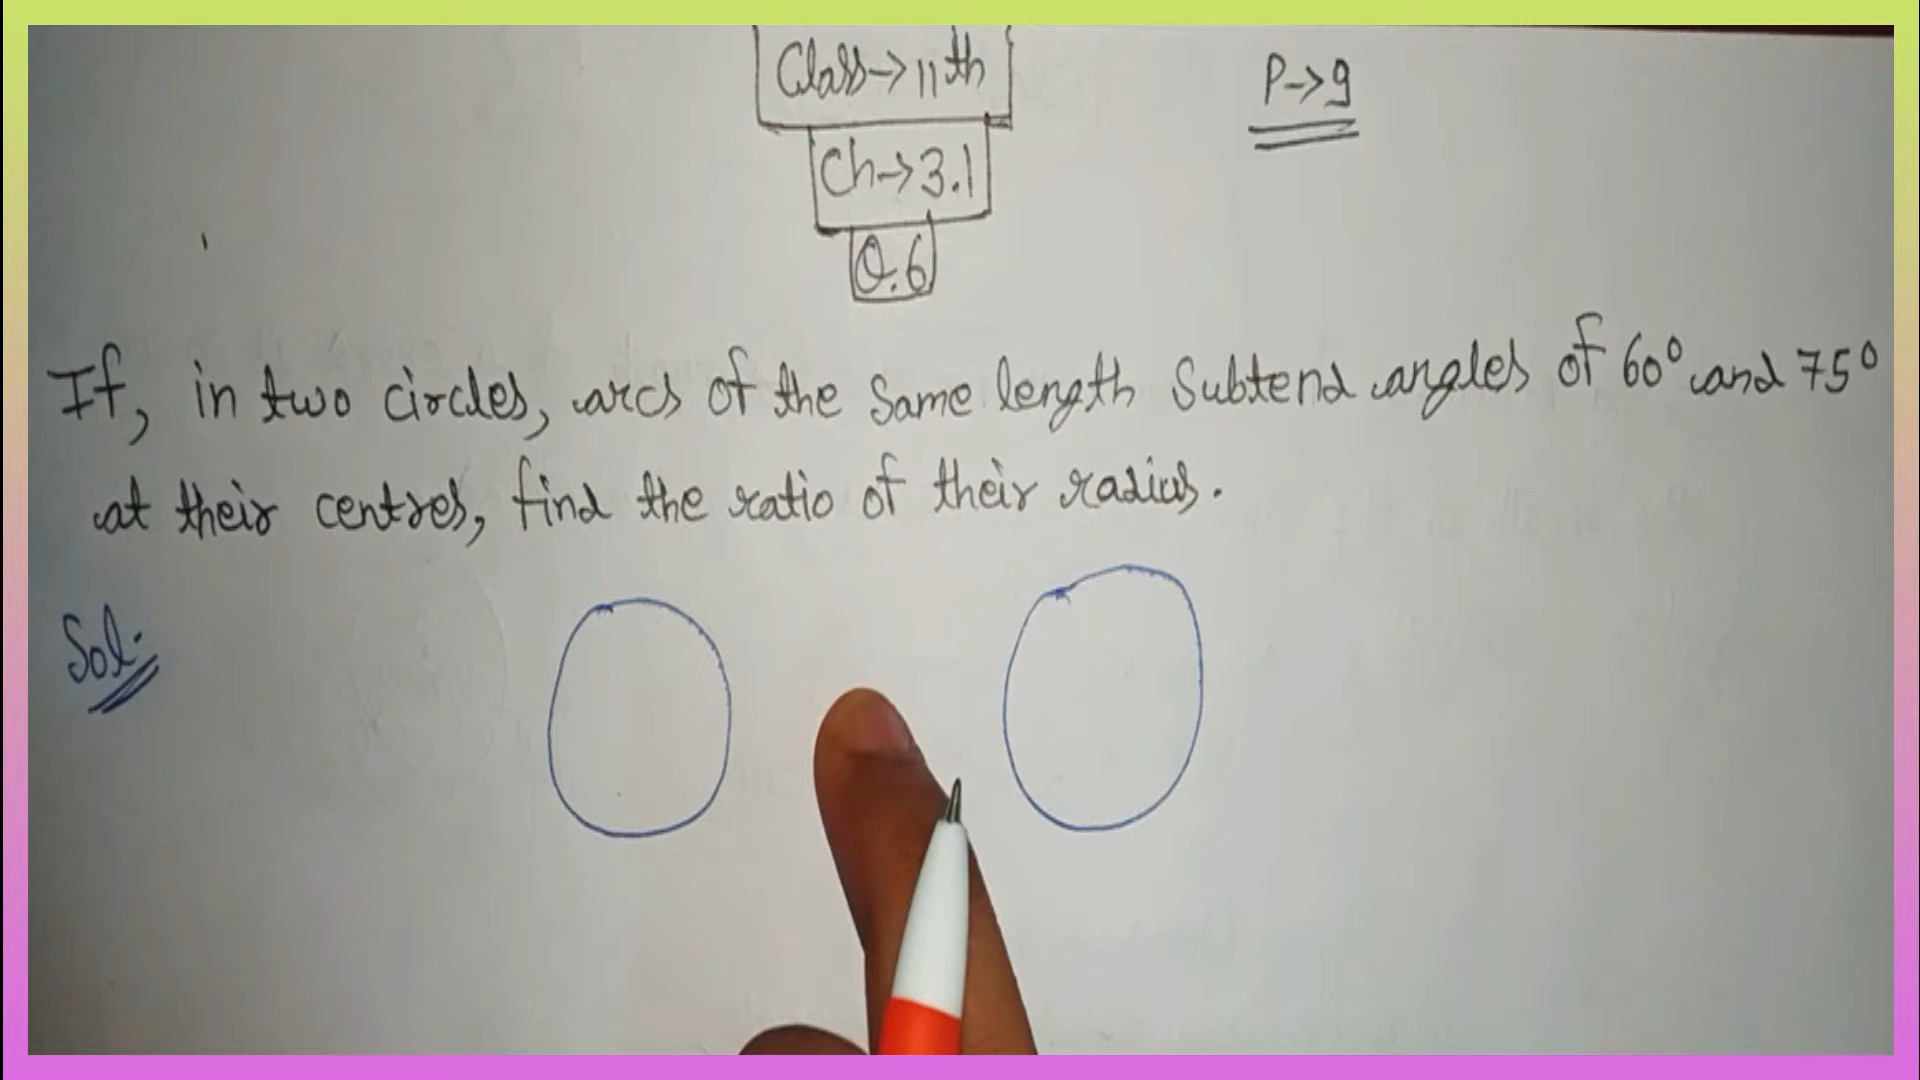 Class→11th
P→9
Ch→3.1
Q.6
If, in two circles, arcs of the same length subtend angles of 60° and 75°
at their centres, find the ratio of their radius.
Sol: